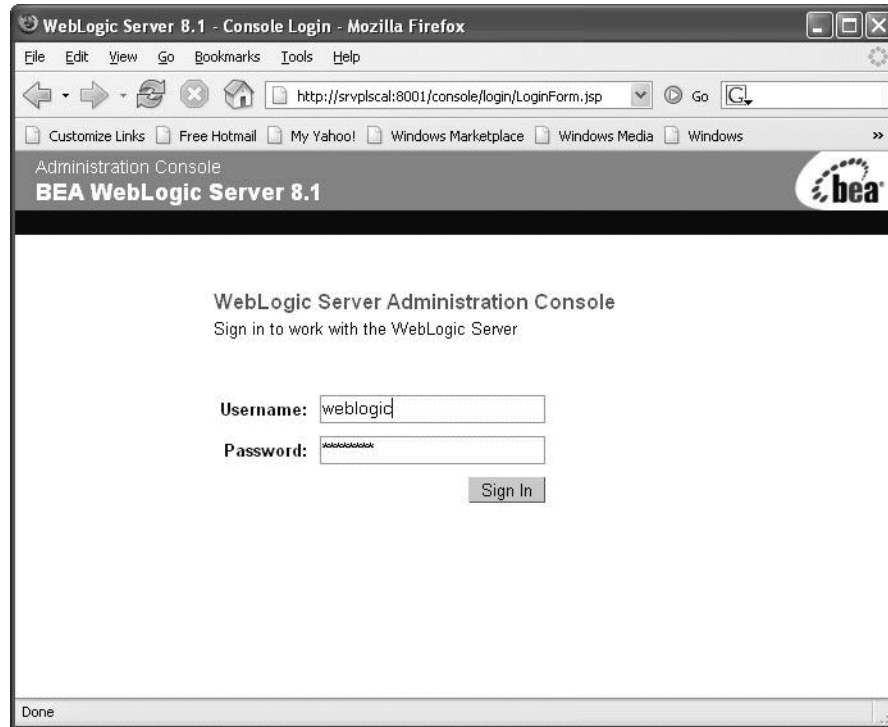 WebLogic Server 8.1 - Console Login - Mozilla Firefox
File Edit View Go Bookmarks Tools Help
http://srvplscal:8001/console/login/LoginForm.jsp Go G
Customize Links Free Hotmail My Yahoo! Windows Marketplace Windows Media Windows »
Administration Console
BEA WebLogic Server 8.1
bea
WebLogic Server Administration Console
Sign in to work with the WebLogic Server
Username: weblogic
Password: *********
Sign In
Done